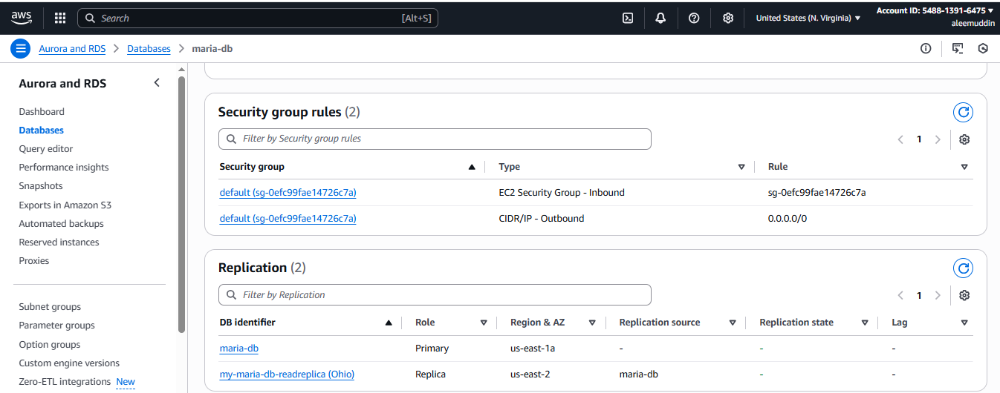 aws
Search [Alt+S] United States (N. Virginia) Account ID: 5488-1391-6475
aleemuddin
Aurora and RDS Databases maria-db
Aurora and RDS
Dashboard
Databases
Query editor
Performance insights
Snapshots
Exports in Amazon S3
Automated backups
Reserved instances
Proxies
Subnet groups
Parameter groups
Option groups
Custom engine versions
Zero-ETL integrations New
Security group rules (2)
Filter by Security group rules
1
Security group Type Rule
default (sg-0efc99fae14726c7a) EC2 Security Group - Inbound sg-0efc99fae14726c7a
default (sg-0efc99fae14726c7a) CIDR/IP - Outbound 0.0.0.0/0
Replication (2)
Filter by Replication
1
DB identifier Role Region & AZ Replication source Replication state Lag
maria-db Primary us-east-1a - - -
my-maria-db-readreplica (Ohio) Replica us-east-2 maria-db - -